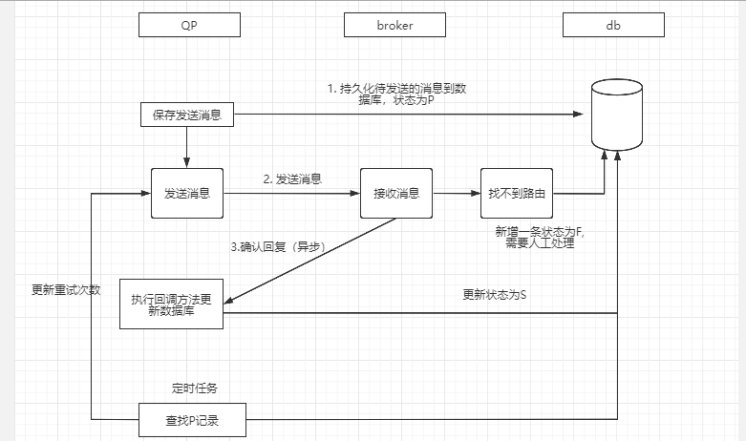 QP
broker
db
1. 持久化待发送的消息到数
据库，状态为P
保存发送消息
发送消息
2. 发送消息
接收消息
找不到路由
新增一条状态为F,
需要人工处理
3.确认回复（异步）
更新重试次数
执行回调方法更
新数据库
更新状态为S
定时任务
查找P记录